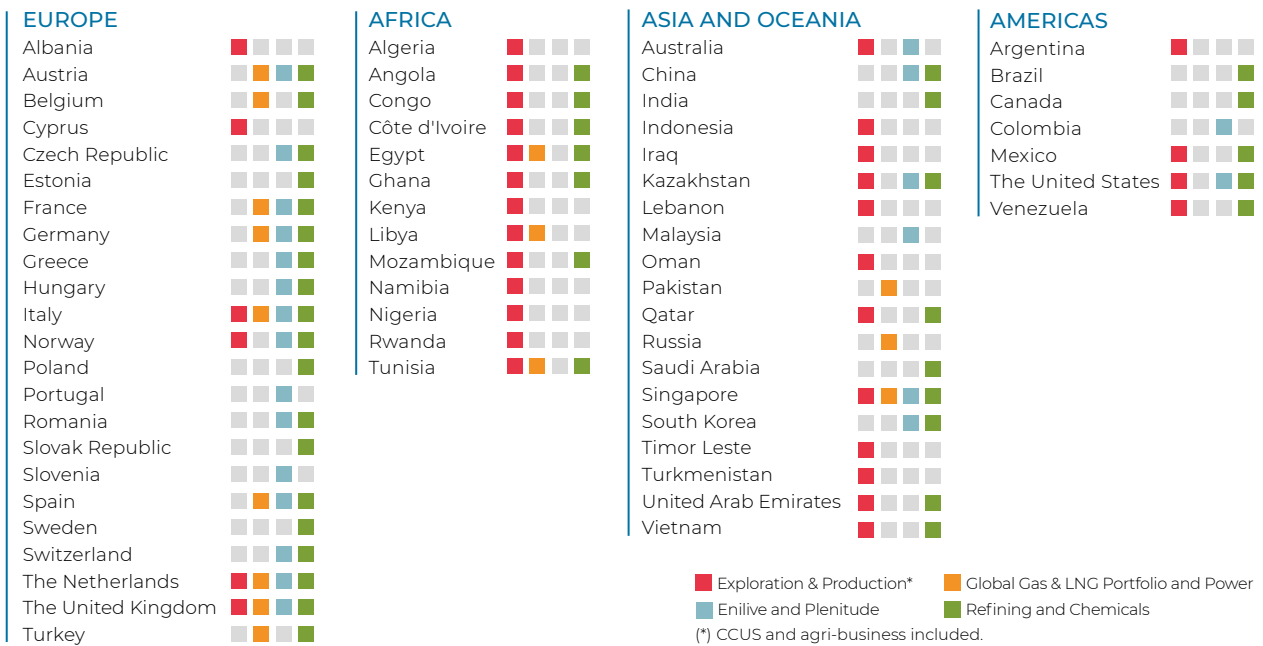 EUROPE
Albania
Austria
Belgium
Cyprus
Czech Republic
Estonia
France
Germany
Greece
Hungary
Italy
Norway
Poland
Portugal
Romania
Slovak Republic
Slovenia
Spain
Sweden
Switzerland
The Netherlands
The United Kingdom
Turkey
AFRICA
Algeria
Angola
Congo
Côte d'Ivoire
Egypt
Ghana
Kenya
Libya
Mozambique
Namibia
Nigeria
Rwanda
Tunisia
ASIA AND OCEANIA
Australia
China
India
Indonesia
Iraq
Kazakhstan
Lebanon
Malaysia
Oman
Pakistan
Qatar
Russia
Saudi Arabia
Singapore
South Korea
Timor Leste
Turkmenistan
United Arab Emirates
Vietnam
AMERICAS
Argentina
Brazil
Canada
Colombia
Mexico
The United States
Venezuela
Exploration & Production*
Global Gas & LNG Portfolio and Power
Enilive and Plenitude
Refining and Chemicals
(*) CCUS and agri-business included.